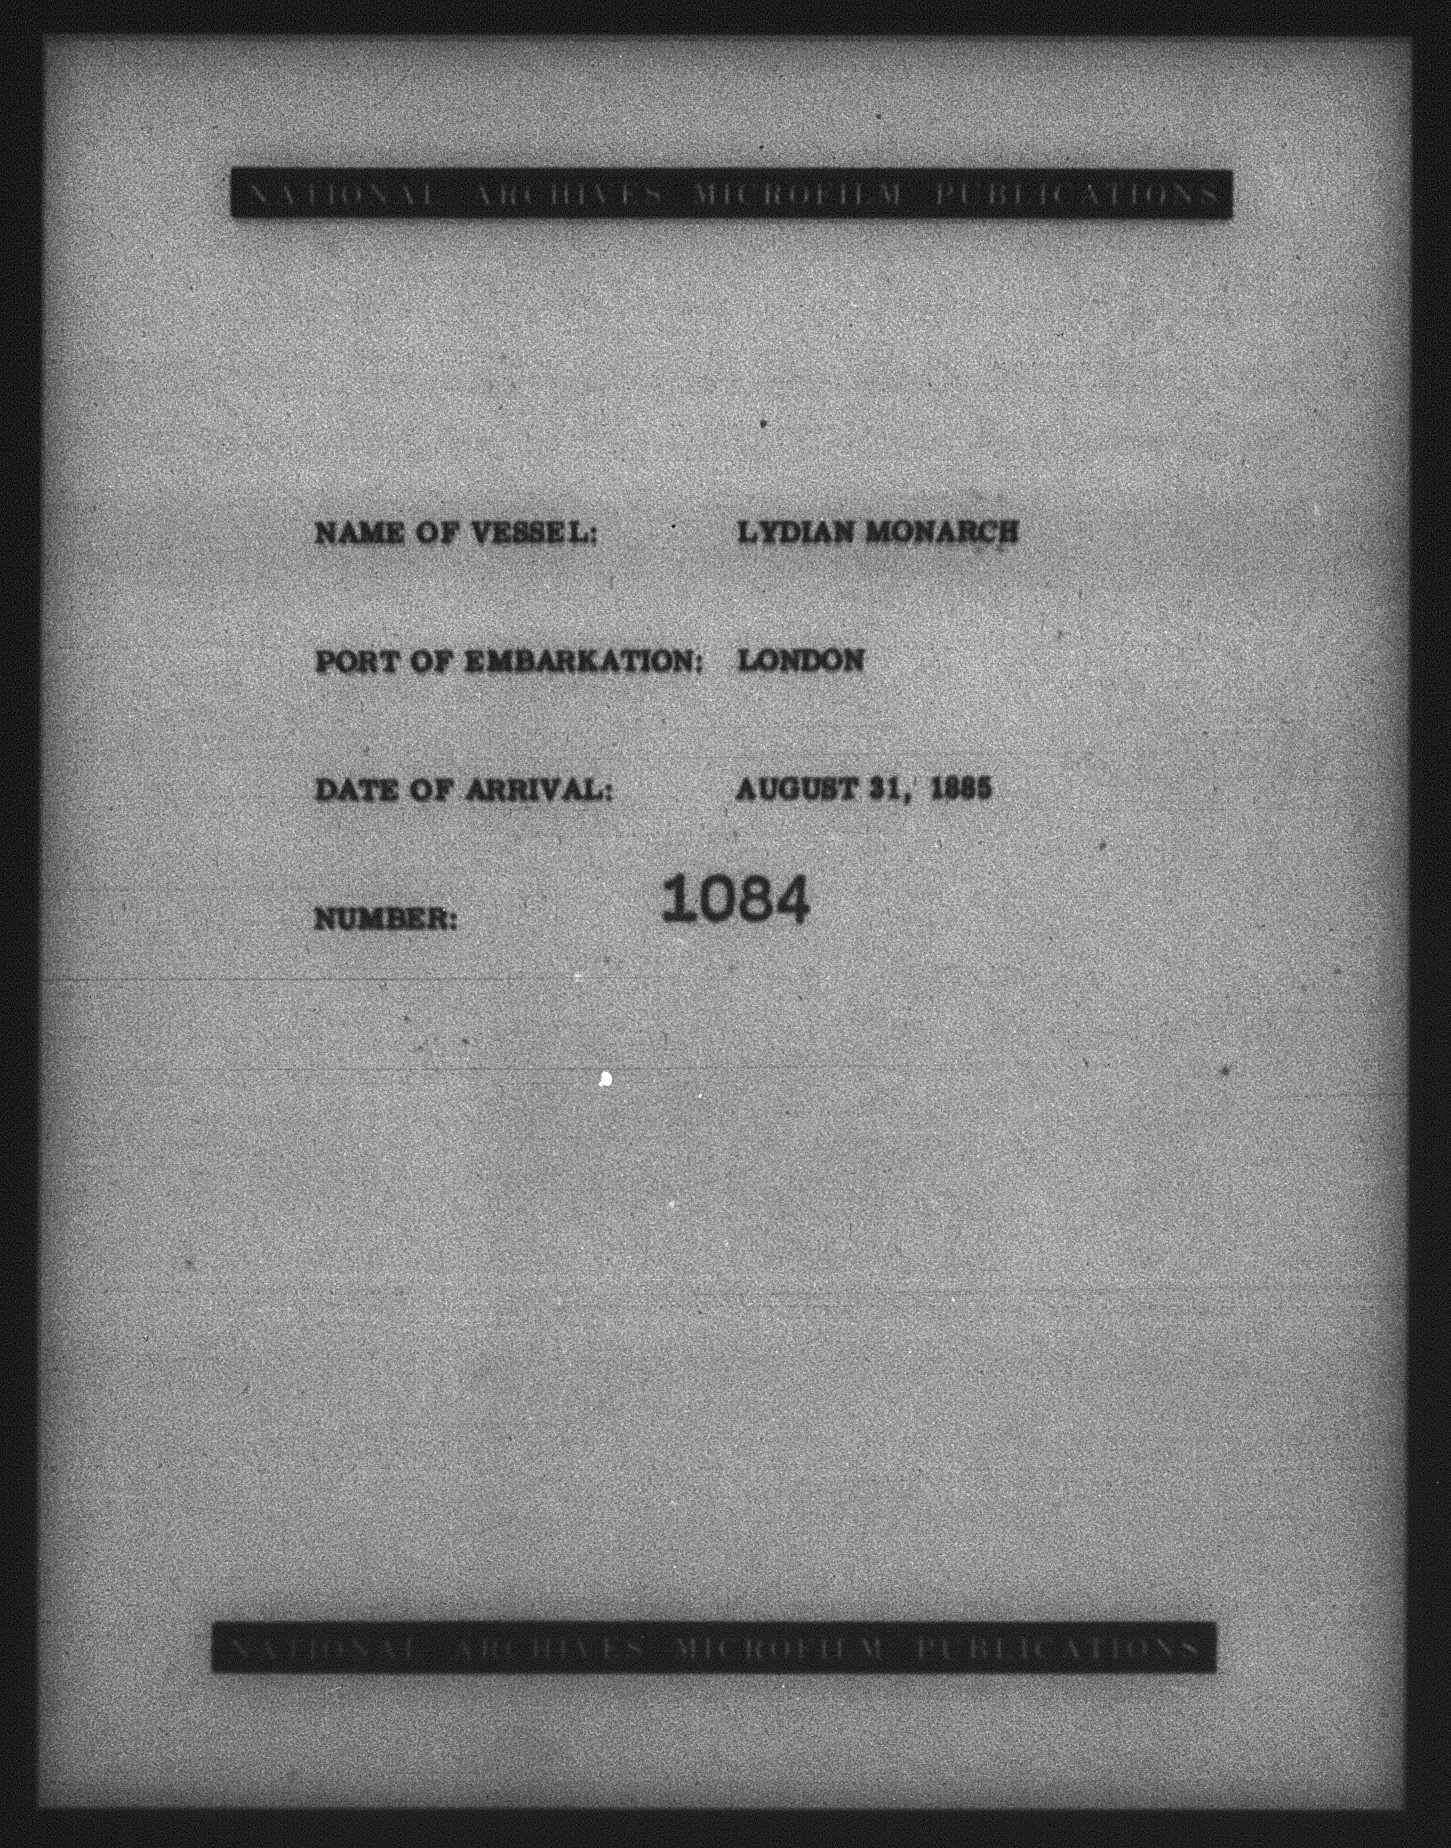 NATIONAL ARCHIVES MICROFILM PUBLICATIONS
NAME OF VESSEL: LYDIAN MONARCH
PORT OF EMBARKATION: LONDON
DATE OF ARRIVAL: AUGUST 31, 1885
NUMBER: 1084
NATIONAL ARCHIVES MICROFILM PUBLICATIONS